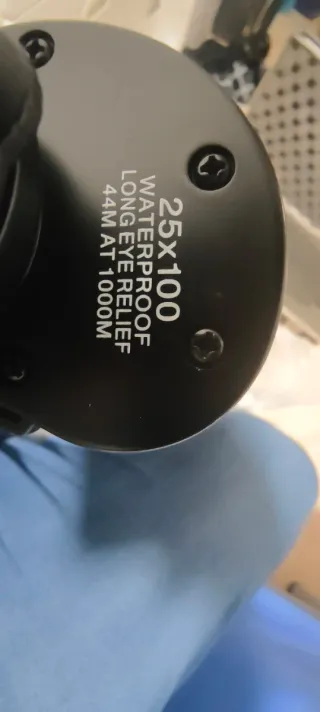 25x100
WATERPROOF
LONG EYE RELIEF
44M AT 1000M